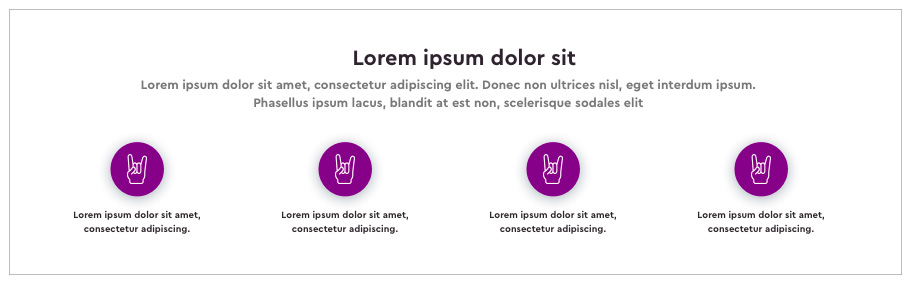 Lorem ipsum dolor sit
Lorem ipsum dolor sit amet, consectetur adipiscing elit. Donec non ultrices nisl, eget interdum ipsum.
Phasellus ipsum lacus, blandit at est non, scelerisque sodales elit
Lorem ipsum dolor sit amet,
consectetur adipiscing.
Lorem ipsum dolor sit amet,
consectetur adipiscing.
Lorem ipsum dolor sit amet,
consectetur adipiscing.
Lorem ipsum dolor sit amet,
consectetur adipiscing.